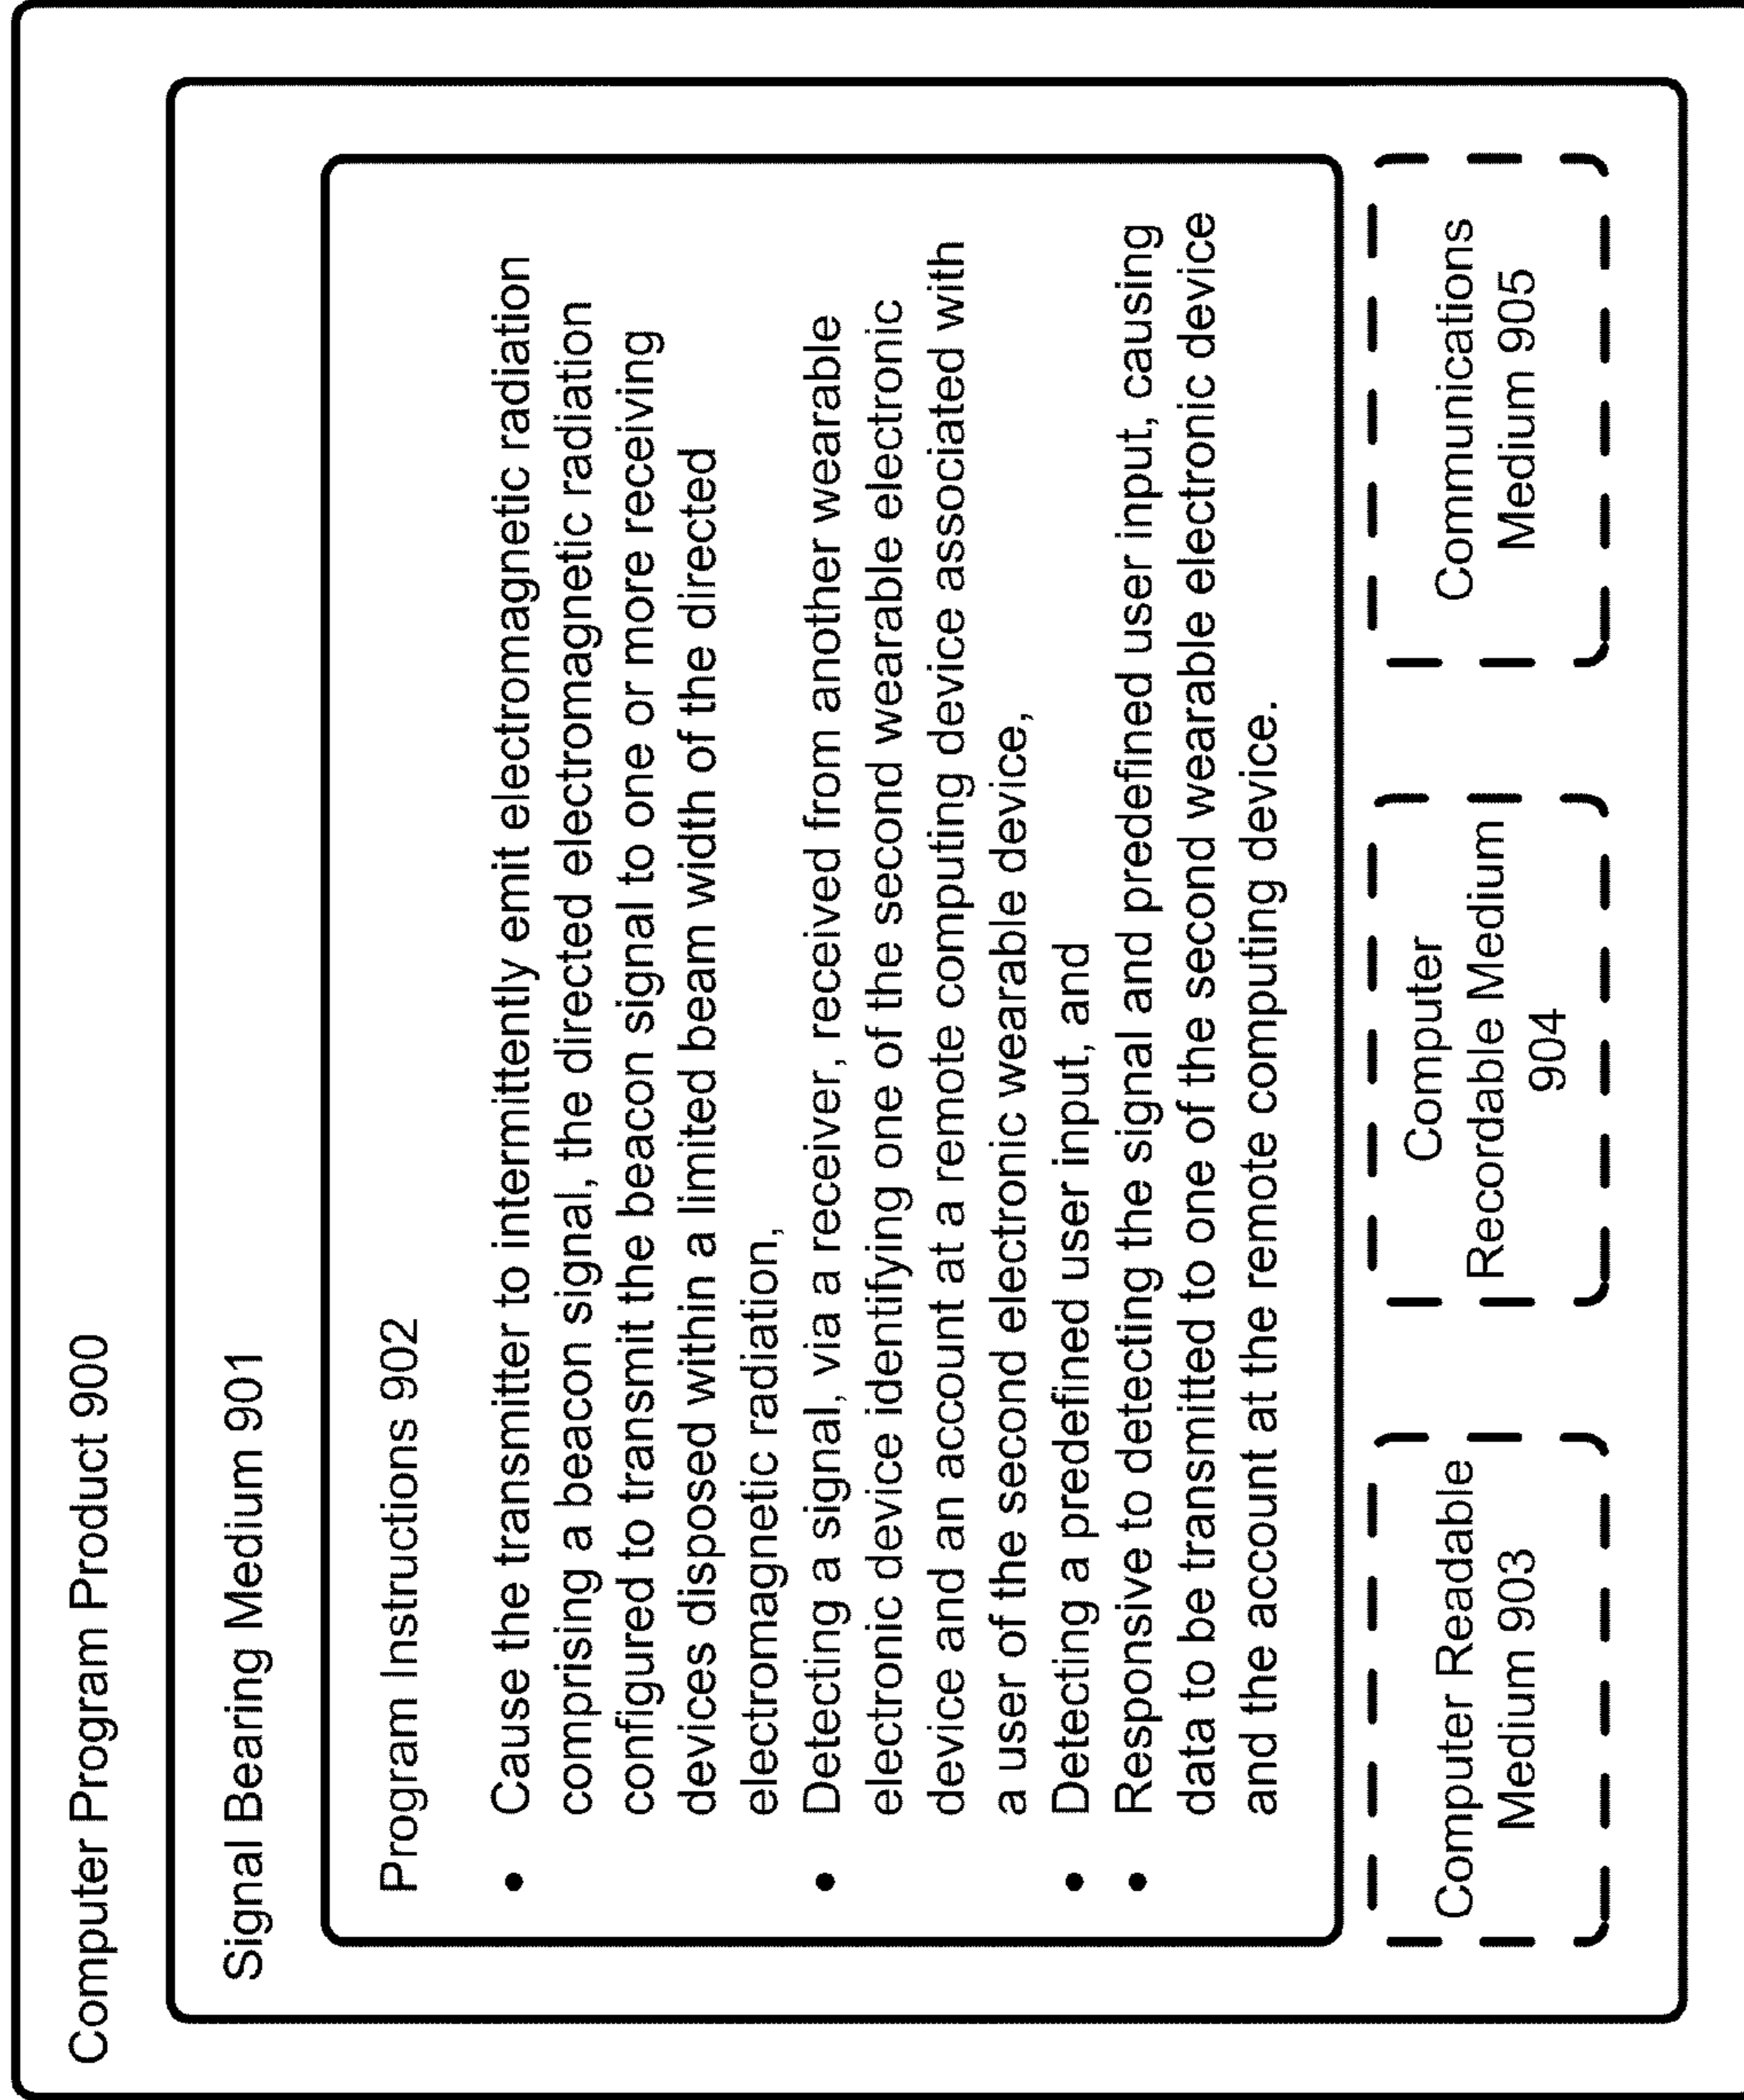 Computer Program Product 900
Signal Bearing Medium 901
Program Instructions 902
• Cause the transmitter to intermittently emit electromagnetic radiation
comprising a beacon signal, the directed electromagnetic radiation
configured to transmit the beacon signal to one or more receiving
devices disposed within a limited beam width of the directed
electromagnetic radiation,
• Detecting a signal, via a receiver, received from another wearable
electronic device identifying one of the second wearable electronic
device and an account at a remote computing device associated with
a user of the second electronic wearable device,
• Detecting a predefined user input, and
• Responsive to detecting the signal and predefined user input, causing
data to be transmitted to one of the second wearable electronic device
and the account at the remote computing device.
Computer Readable
Medium 903
Computer
Recordable Medium
904
Communications
Medium 905